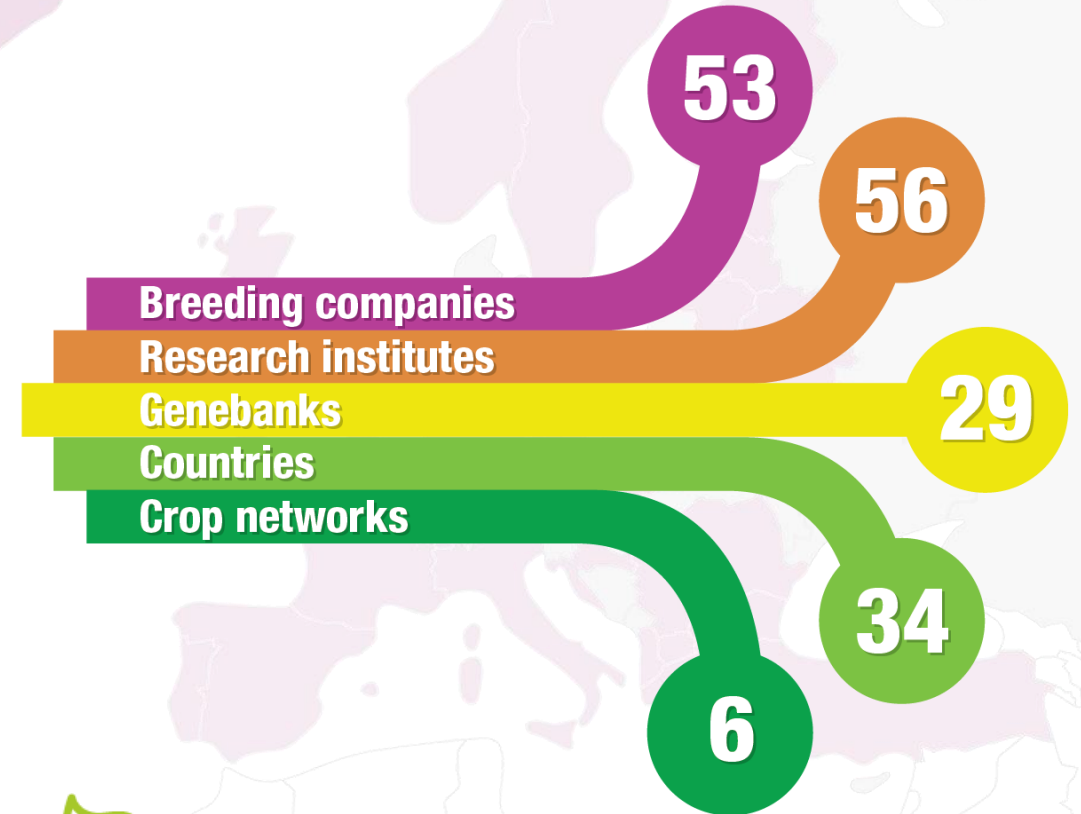 53
56
Breeding companies
Research institutes
Genebanks
29
Countries
Crop networks
34
6